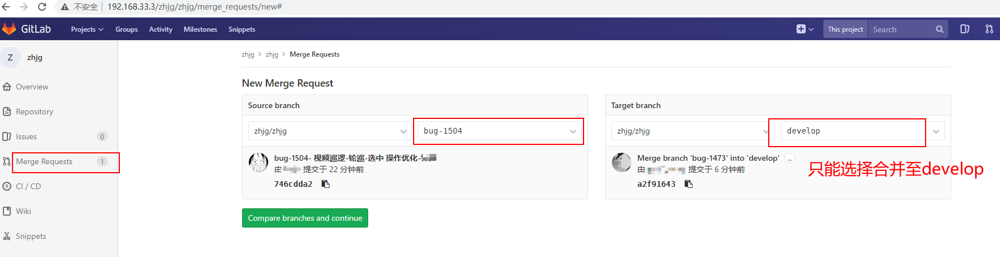 不安全 192.168.33.3/zhjg/zhjg/merge_requests/new#
GitLab Projects Groups Activity Milestones Snippets This project Search
Z zhjg
Overview
Repository
Issues 0
Merge Requests 1
CI / CD
Wiki
Snippets
zhjg > zhjg > Merge Requests
New Merge Request
Source branch
zhjg/zhjg bug-1504
bug-1504- 视频巡逻-轮巡-选中 操作优化-
由 提交于 22 分钟前
746cdda2
Target branch
zhjg/zhjg develop
Merge branch 'bug-1473' into 'develop' ...
由 提交于 6 分钟前
a2f91643
只能选择合并至develop
Compare branches and continue